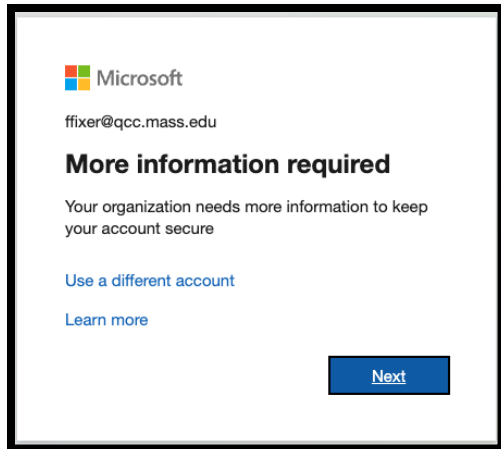 Microsoft
ffixer@qcc.mass.edu
More information required
Your organization needs more information to keep
your account secure
Use a different account
Learn more
Next